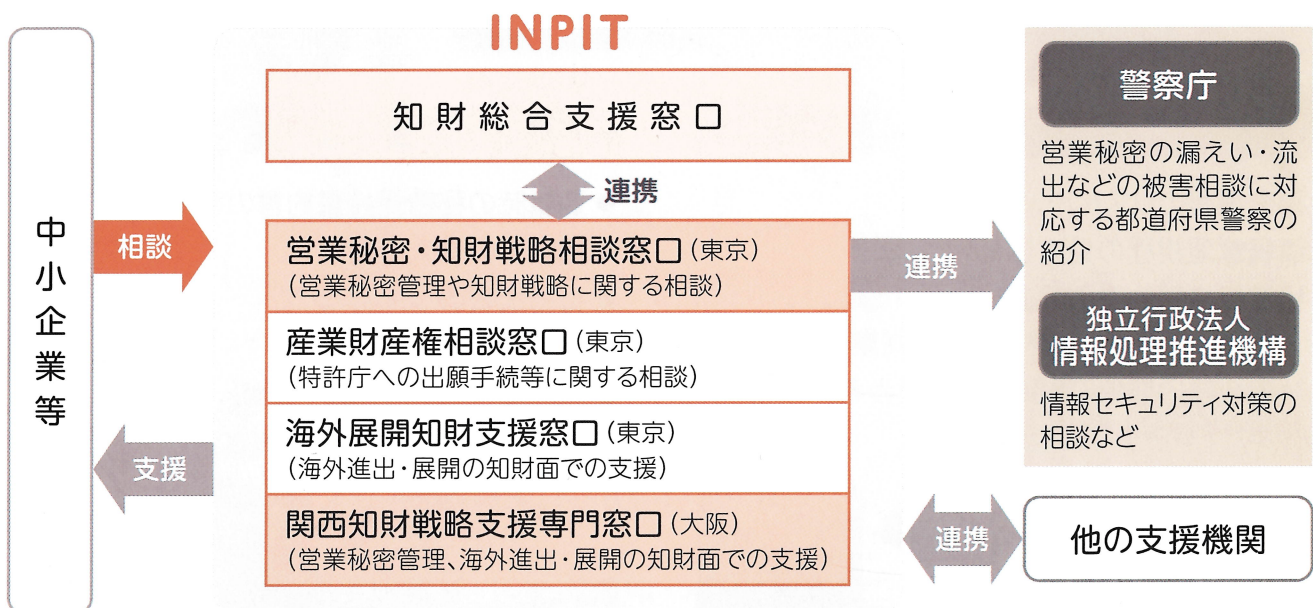 INPIT
中小企業等
相談
支援
知財総合支援窓口
連携
営業秘密・知財戦略相談窓口(東京)
(営業秘密管理や知財戦略に関する相談)
産業財産権相談窓口(東京)
(特許庁への出願手続等に関する相談)
海外展開知財支援窓口(東京)
(海外進出・展開の知財面での支援)
関西知財戦略支援専門窓口(大阪)
(営業秘密管理、海外進出・展開の知財面での支援)
連携
警察庁
営業秘密の漏えい・流
出などの被害相談に対
応する都道府県警察の
紹介
独立行政法人
情報処理推進機構
情報セキュリティ対策の
相談など
連携
他の支援機関